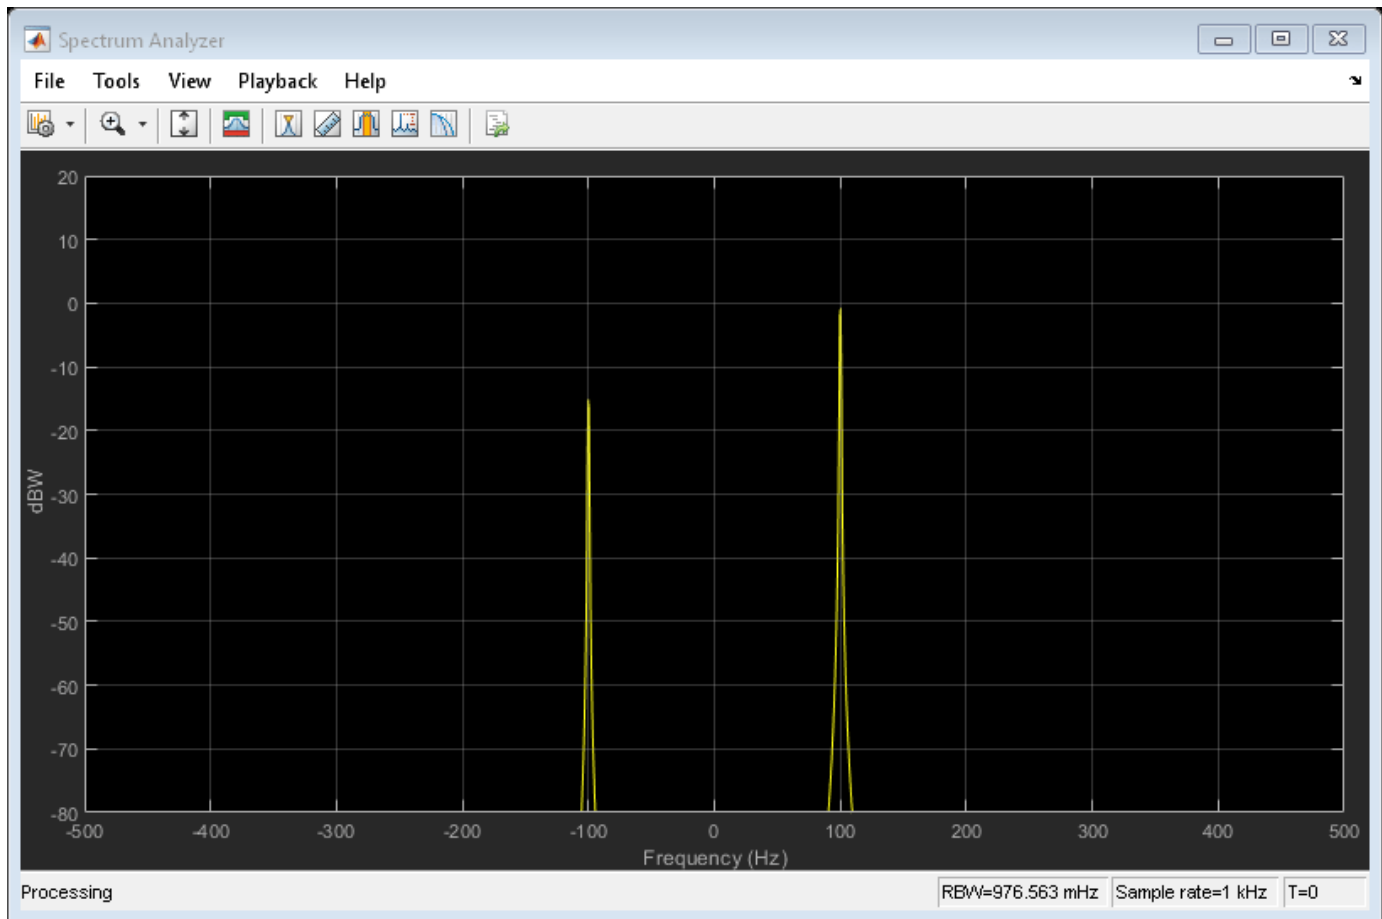 Spectrum Analyzer
File Tools View Playback Help
20
10
0
-10
-20
-30
-40
-50
-60
-70
-80
dBW
-500 -400 -300 -200 -100 0 100 200 300 400 500
Frequency (Hz)
Processing RBW=976.563 mHz Sample rate=1 kHz T=0